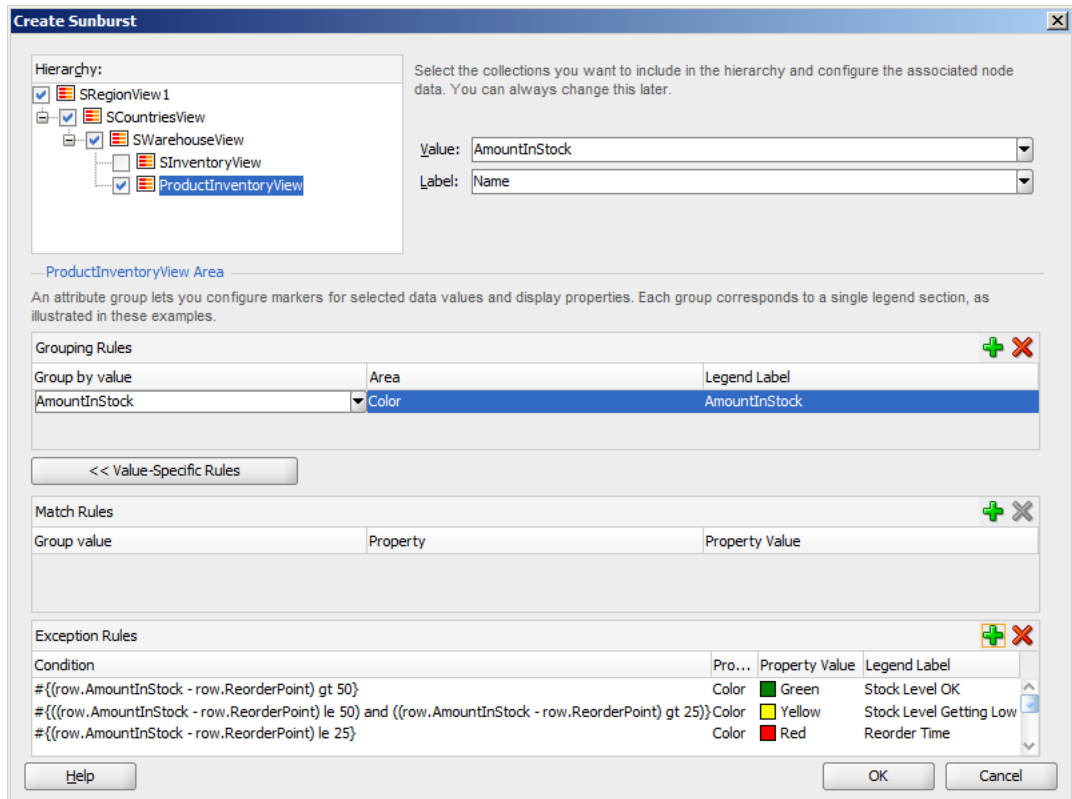 Create Sunburst
Hierarchy:
SRegionView1
SCountriesView
SWarehouseView
SInventoryView
ProductInventoryView
Select the collections you want to include in the hierarchy and configure the associated node
data. You can always change this later.
Value: AmountInStock
Label: Name
ProductInventoryView Area
An attribute group lets you configure markers for selected data values and display properties. Each group corresponds to a single legend section, as
illustrated in these examples.
Grouping Rules
Group by value Area Legend Label
AmountInStock Color AmountInStock
<< Value-Specific Rules
Match Rules
Group value Property Property Value
Exception Rules
Condition Pro... Property Value Legend Label
#{(row.AmountInStock - row.ReorderPoint) gt 50} Color Green Stock Level OK
#{((row.AmountInStock - row.ReorderPoint) le 50) and ((row.AmountInStock - row.ReorderPoint) gt 25)} Color Yellow Stock Level Getting Low
#{(row.AmountInStock - row.ReorderPoint) le 25} Color Red Reorder Time
Help OK Cancel